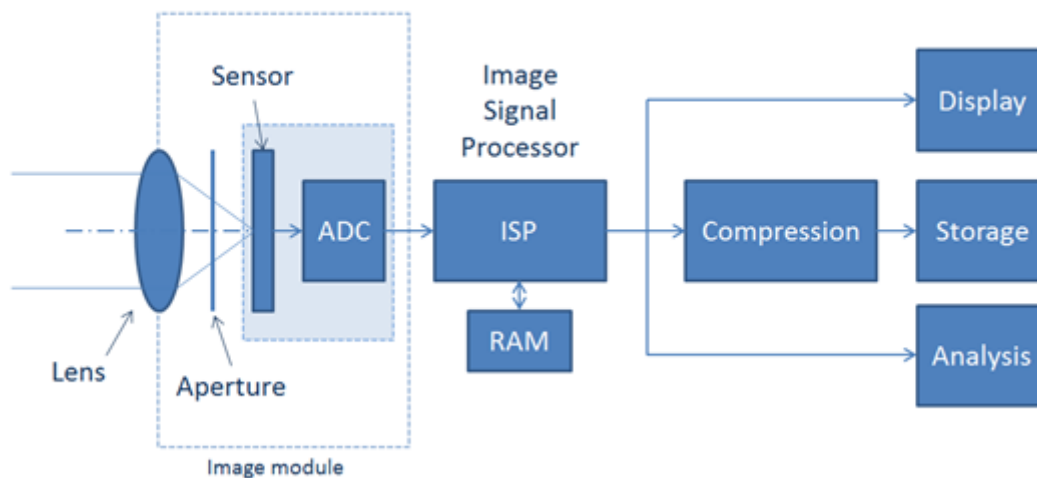 Sensor
Image
Signal
Processor
Display
ADC
ISP
Compression
Storage
RAM
Analysis
Lens
Aperture
Image module